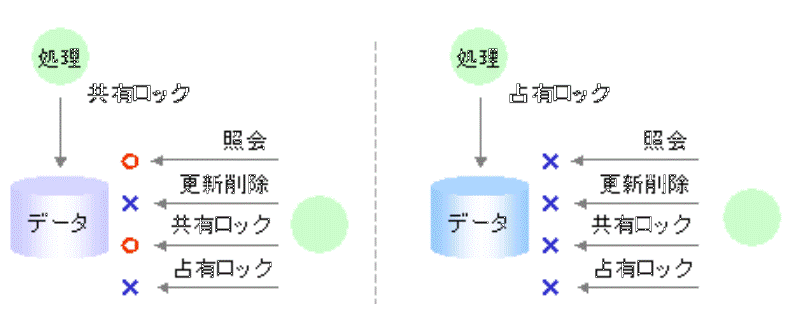 処理
共有ロック
照会
更新削除
データ
共有ロック
占有ロック
処理
占有ロック
照会
更新削除
データ
共有ロック
占有ロック